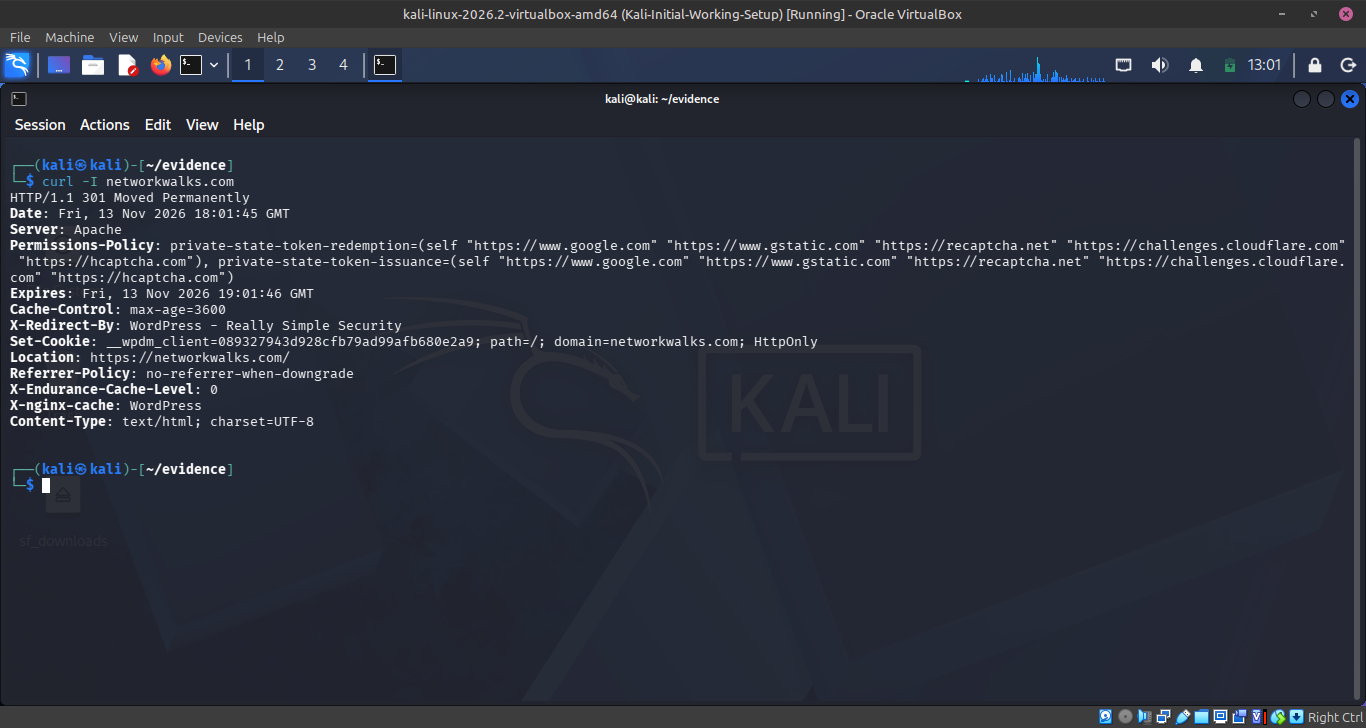 kali-linux-2026.2-virtualbox-amd64 (Kali-Initial-Working-Setup) [Running] - Oracle VirtualBox
File Machine View Input Devices Help
1 2 3 4 13:01
kali@kali: ~/evidence
Session Actions Edit View Help
┌──(kali㉿kali)-[~/evidence]
└─$ curl -I networkwalks.com
HTTP/1.1 301 Moved Permanently
Date: Fri, 13 Nov 2026 18:01:45 GMT
Server: Apache
Permissions-Policy: private-state-token-redemption=(self "https://www.google.com" "https://www.gstatic.com" "https://recaptcha.net" "https://challenges.cloudflare.com"
 "https://hcaptcha.com"), private-state-token-issuance=(self "https://www.google.com" "https://www.gstatic.com" "https://recaptcha.net" "https://challenges.cloudflare.
com" "https://hcaptcha.com")
Expires: Fri, 13 Nov 2026 19:01:46 GMT
Cache-Control: max-age=3600
X-Redirect-By: WordPress - Really Simple Security
Set-Cookie: __wpdm_client=089327943d928cfb79ad99afb680e2a9; path=/; domain=networkwalks.com; HttpOnly
Location: https://networkwalks.com/
Referrer-Policy: no-referrer-when-downgrade
X-Endurance-Cache-Level: 0
X-nginx-cache: WordPress
Content-Type: text/html; charset=UTF-8
KALI
┌──(kali㉿kali)-[~/evidence]
└─$
sf_downloads
Right Ctrl